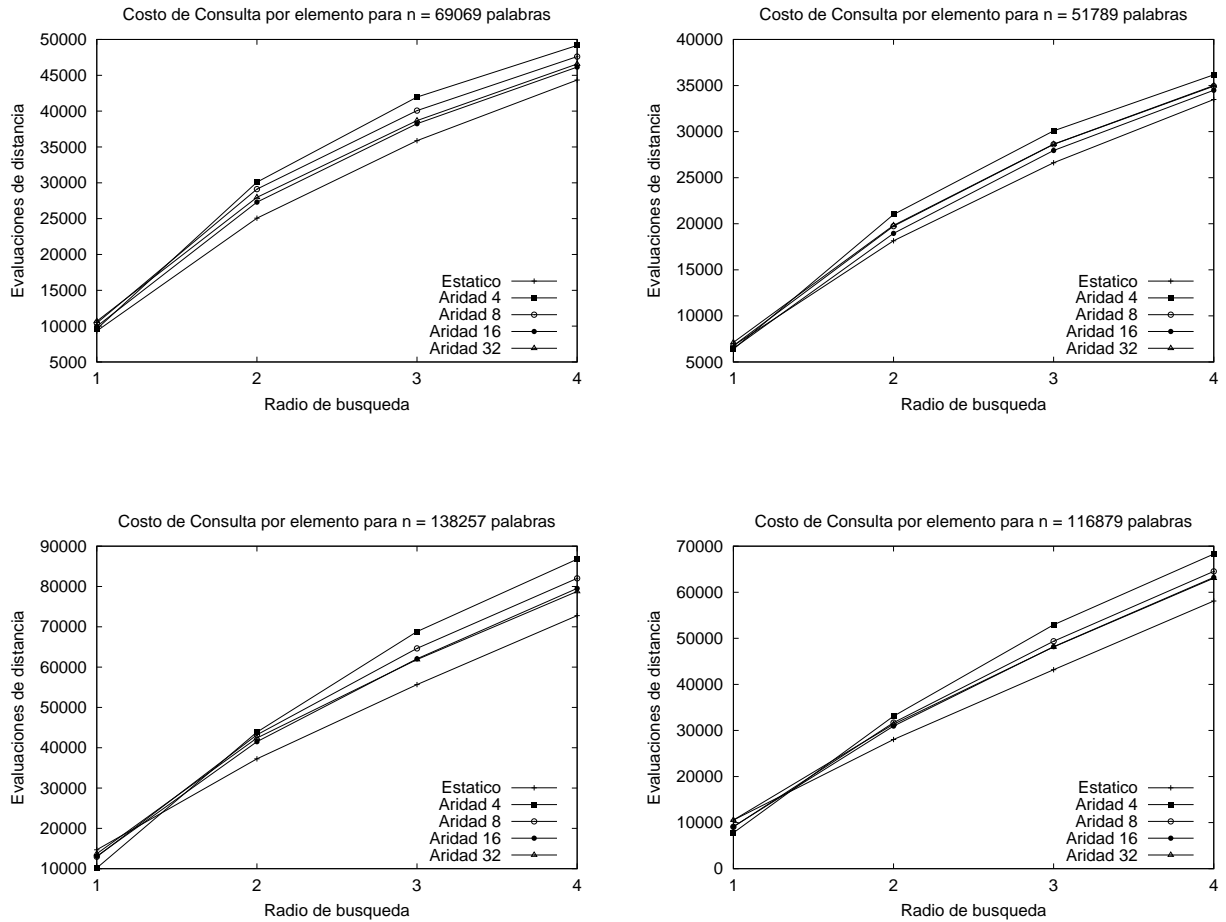 Costo de Consulta por elemento para n = 69069 palabras
50000
45000
40000
35000
30000
25000
20000
15000
10000
5000
Evaluaciones de distancia
Estatico
Aridad 4
Aridad 8
Aridad 16
Aridad 32
1 2 3 4
Radio de busqueda
Costo de Consulta por elemento para n = 51789 palabras
40000
35000
30000
25000
20000
15000
10000
5000
Evaluaciones de distancia
Estatico
Aridad 4
Aridad 8
Aridad 16
Aridad 32
1 2 3 4
Radio de busqueda
Costo de Consulta por elemento para n = 138257 palabras
90000
80000
70000
60000
50000
40000
30000
20000
10000
Evaluaciones de distancia
Estatico
Aridad 4
Aridad 8
Aridad 16
Aridad 32
1 2 3 4
Radio de busqueda
Costo de Consulta por elemento para n = 116879 palabras
70000
60000
50000
40000
30000
20000
10000
0
Evaluaciones de distancia
Estatico
Aridad 4
Aridad 8
Aridad 16
Aridad 32
1 2 3 4
Radio de busqueda